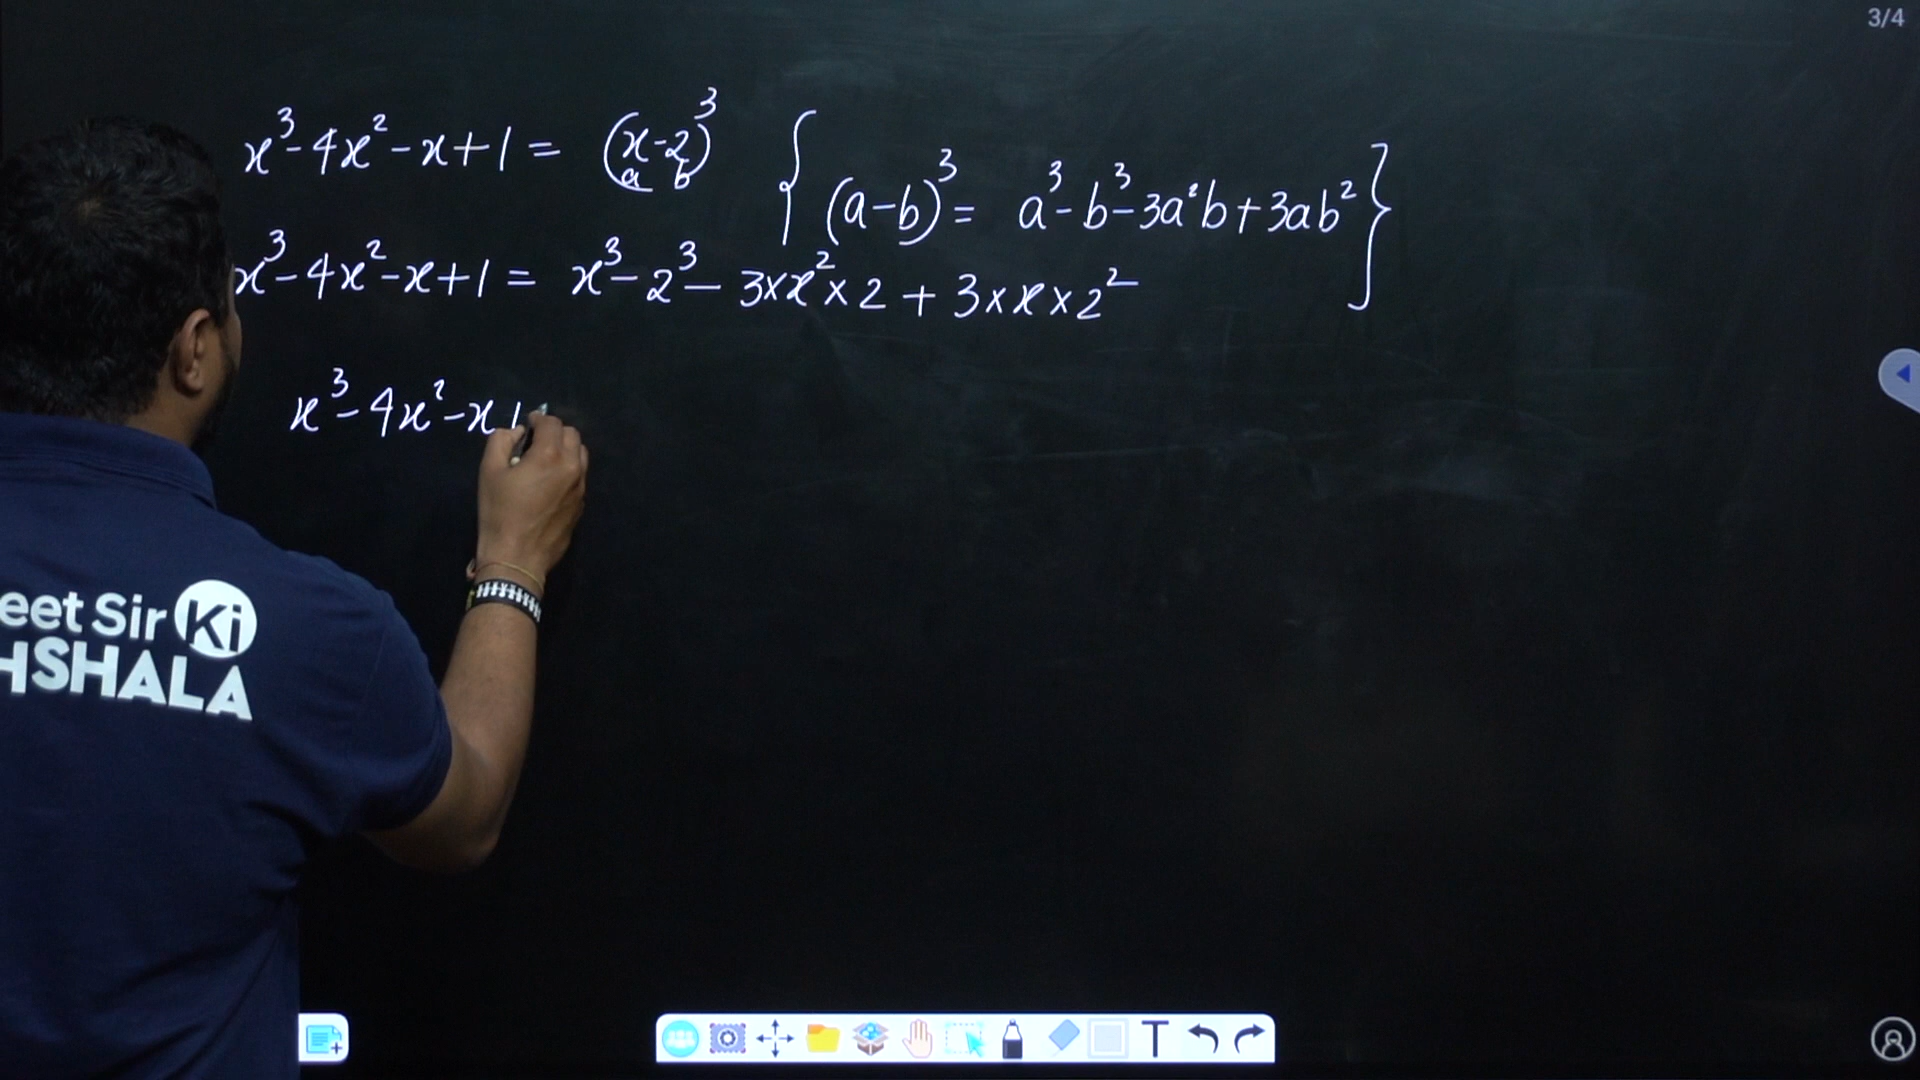 3/4
x³-4x²-x+1 = (x-2)³
a b
{(a-b)³ = a³-b³-3a²b+3ab²}
x³-4x²-x+1 = x³-2³-3×x²×2+3×x×2²
x³-4x²-x
eet Sir Ki
HSHALA
T